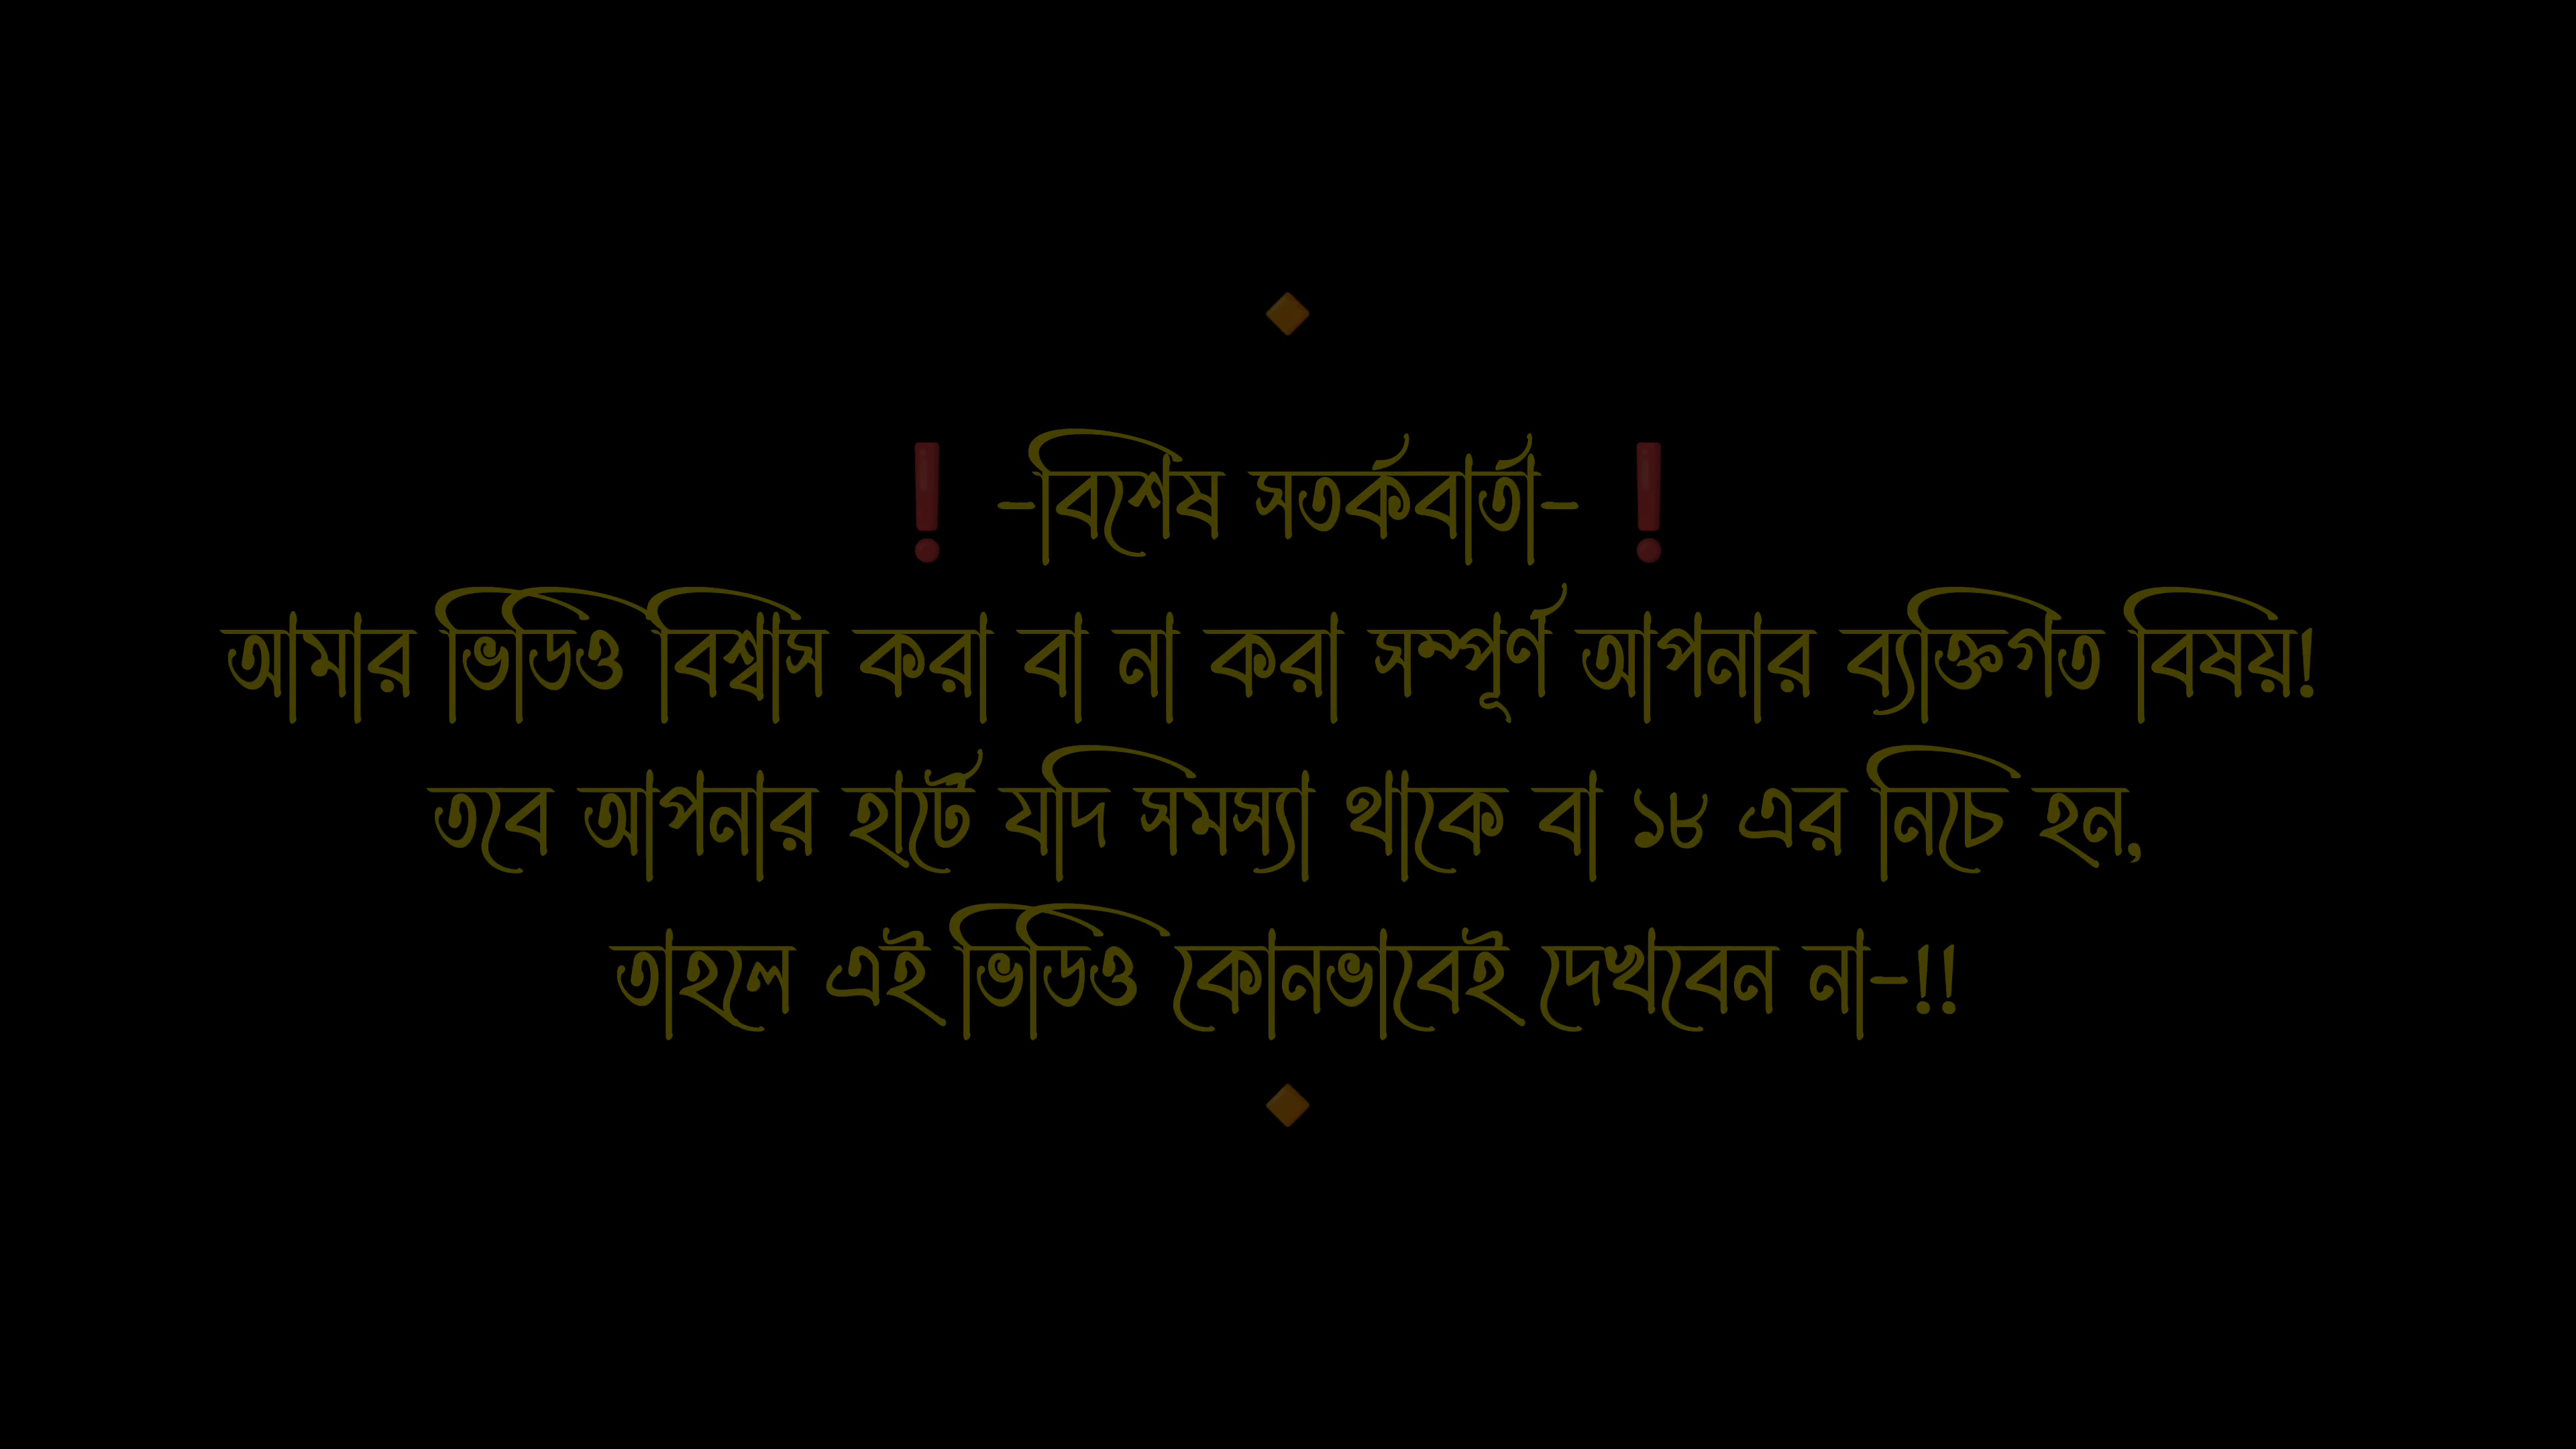 🔸
❗ -বিশেষ সতর্কবার্তা- ❗
আমার ভিডিও বিশ্বাস করা বা না করা সম্পূর্ণ আপনার ব্যক্তিগত বিষয়!
তবে আপনার হার্টে যদি সমস্যা থাকে বা ১৮ এর নিচে হন,
তাহলে এই ভিডিও কোনভাবেই দেখবেন না-!!
🔸